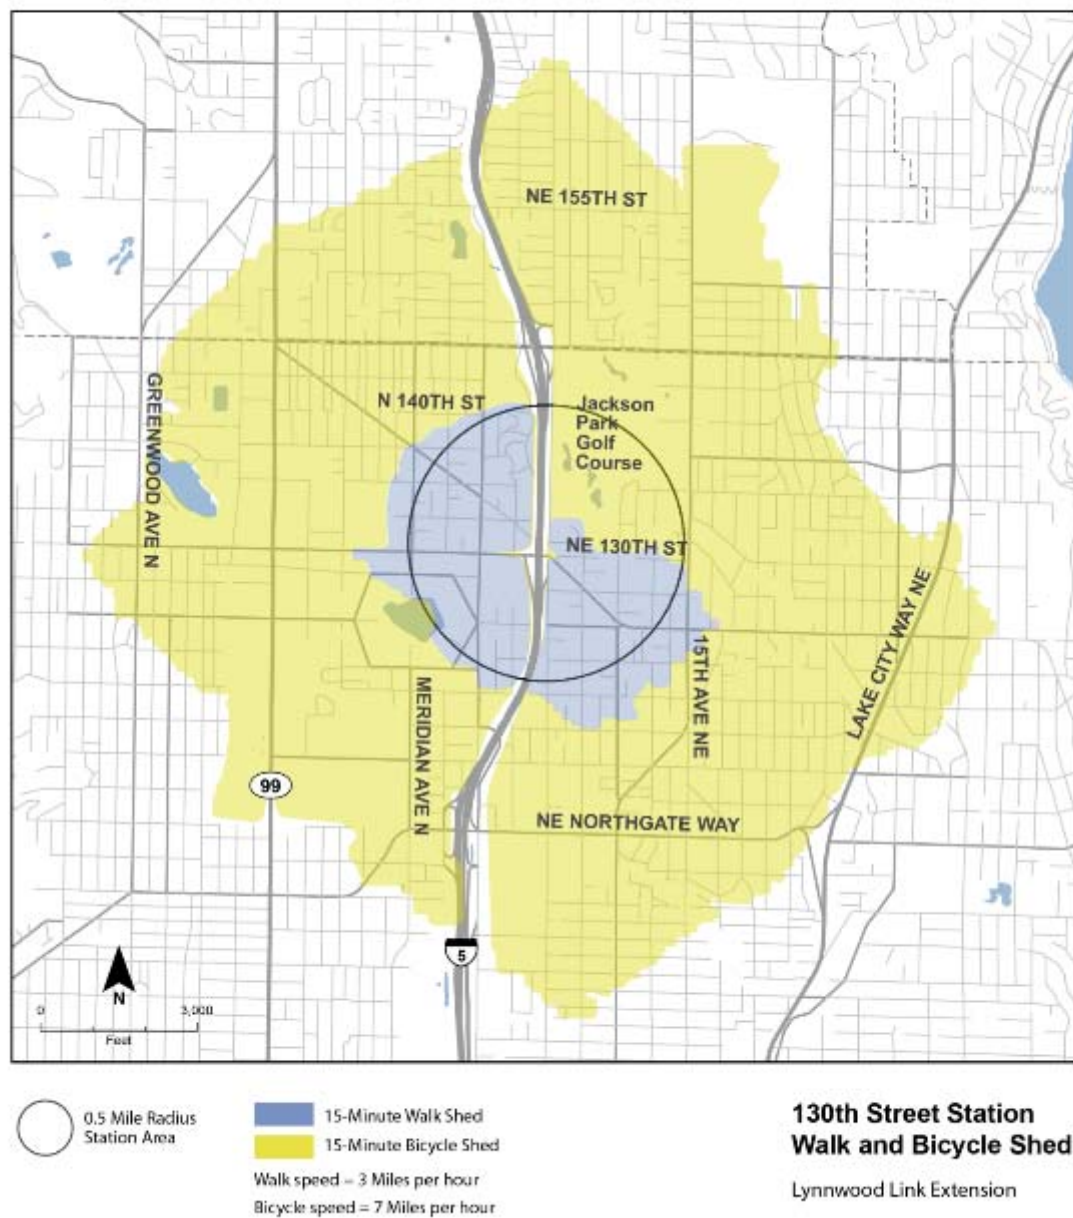 NE 155TH ST
N 140TH ST
Jackson
Park
Golf
Course
GREENWOOD AVE N
NE 130TH ST
LAKE CITY WAY NE
15TH AVE NE
MERIDIAN AVE N
99
NE NORTHGATE WAY
5
N
0 3,000
Feet
0.5 Mile Radius
Station Area
15-Minute Walk Shed
15-Minute Bicycle Shed
Walk speed = 3 Miles per hour
Bicycle speed = 7 Miles per hour
130th Street Station
Walk and Bicycle Shed
Lynnwood Link Extension